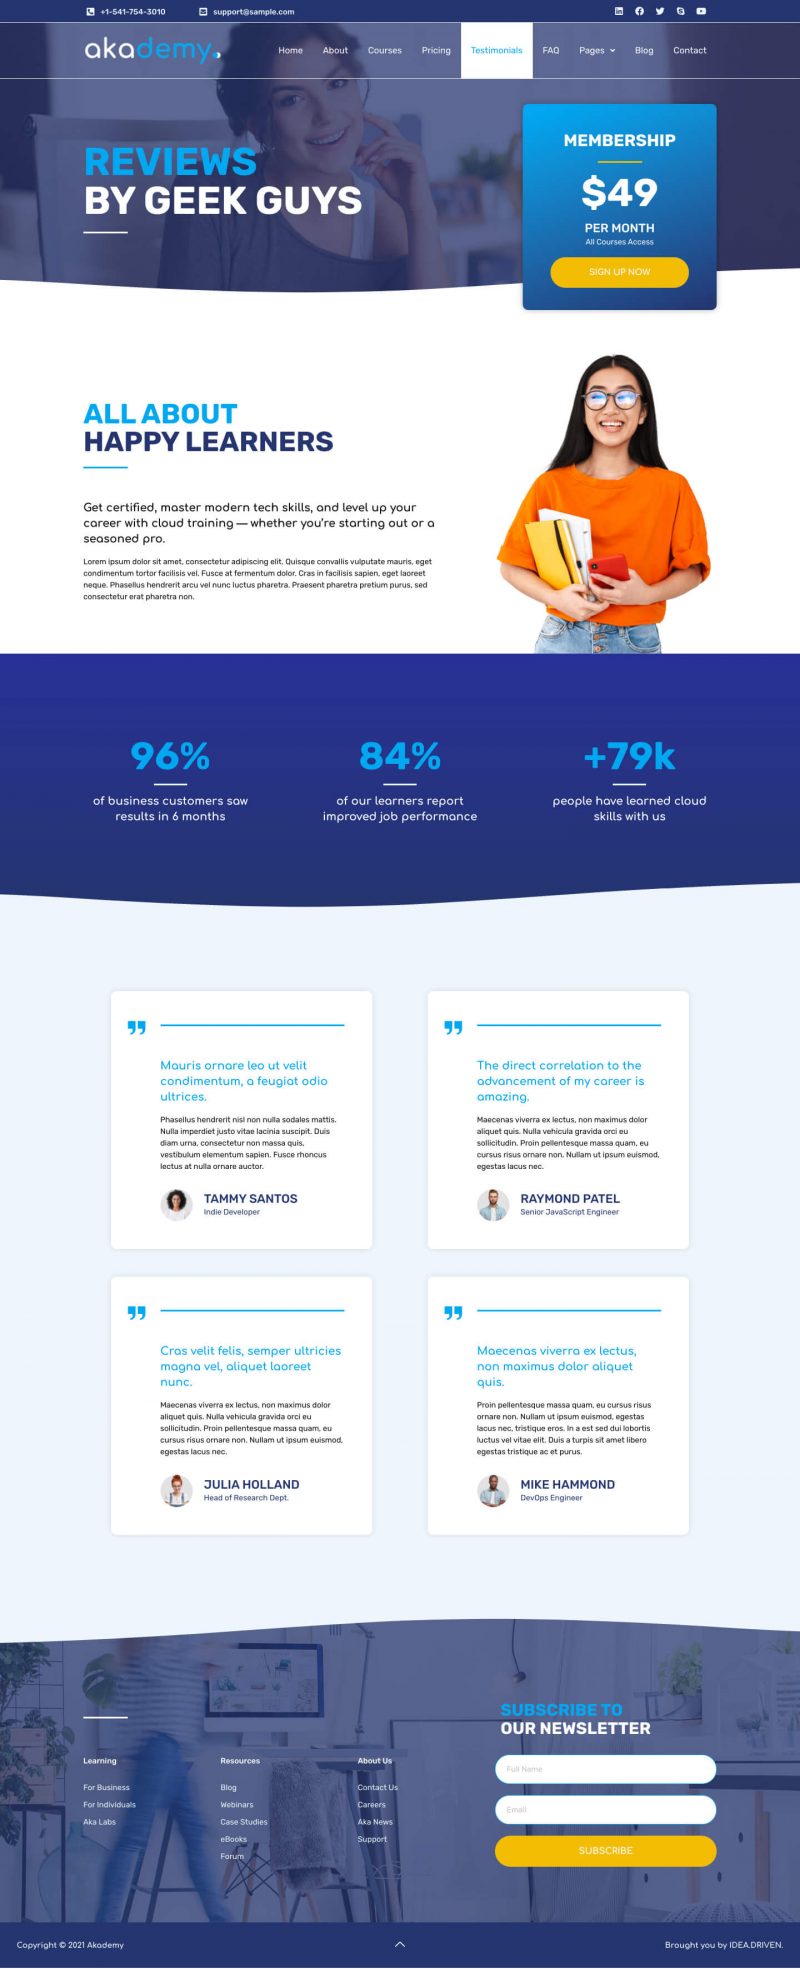 +1-541-754-3010 support@sample.com
akademy.
Home About Courses Pricing Testimonials FAQ Pages Blog Contact
REVIEWS
BY GEEK GUYS
MEMBERSHIP
$49
PER MONTH
All Courses Access
SIGN UP NOW
ALL ABOUT
HAPPY LEARNERS
Get certified, master modern tech skills, and level up your
career with cloud training — whether you're starting out or a
seasoned pro.
Lorem ipsum dolor sit amet, consectetur adipiscing elit. Quisque convallis vulputate mauris, eget
condimentum tortor facilisis vel. Fusce at fermentum dolor. Cras in facilisis sapien, eget laoreet
neque. Phasellus hendrerit arcu vel nunc luctus pharetra. Praesent pharetra pretium purus, sed
consectetur erat pharetra non.
96%
of business customers saw
results in 6 months
84%
of our learners report
improved job performance
+79k
people have learned cloud
skills with us
Mauris ornare leo ut velit
condimentum, a feugiat odio
ultrices.
Phasellus hendrerit nisl non nulla sodales mattis.
Nulla imperdiet justo vitae lacinia suscipit. Duis
diam urna, consectetur non massa quis,
vestibulum elementum sapien. Fusce rhoncus
lectus at nulla ornare auctor.
TAMMY SANTOS
Indie Developer
The direct correlation to the
advancement of my career is
amazing.
Maecenas viverra ex lectus, non maximus dolor
aliquet quis. Nulla vehicula gravida orci eu
sollicitudin. Proin pellentesque massa quam, eu
cursus risus ornare non. Nullam ut ipsum euismod,
egestas lacus nec.
RAYMOND PATEL
Senior JavaScript Engineer
Cras velit felis, semper ultricies
magna vel, aliquet laoreet
nunc.
Maecenas viverra ex lectus, non maximus dolor
aliquet quis. Nulla vehicula gravida orci eu
sollicitudin. Proin pellentesque massa quam, eu
cursus risus ornare non. Nullam ut ipsum euismod,
egestas lacus nec.
JULIA HOLLAND
Head of Research Dept.
Maecenas viverra ex lectus,
non maximus dolor aliquet
quis.
Proin pellentesque massa quam, eu cursus risus
ornare non. Nullam ut ipsum euismod, egestas
lacus nec, tristique eros. In a est sed dui lobortis
luctus vel vitae elit. Duis a turpis sit amet libero
egestas tristique ac et purus.
MIKE HAMMOND
DevOps Engineer
Learning
For Business
For Individuals
Aka Labs
Resources
Blog
Webinars
Case Studies
eBooks
Forum
About Us
Contact Us
Careers
Aka News
Support
SUBSCRIBE TO
OUR NEWSLETTER
Full Name
Email
SUBSCRIBE
Copyright © 2021 Akademy
Brought you by IDEA.DRIVEN.